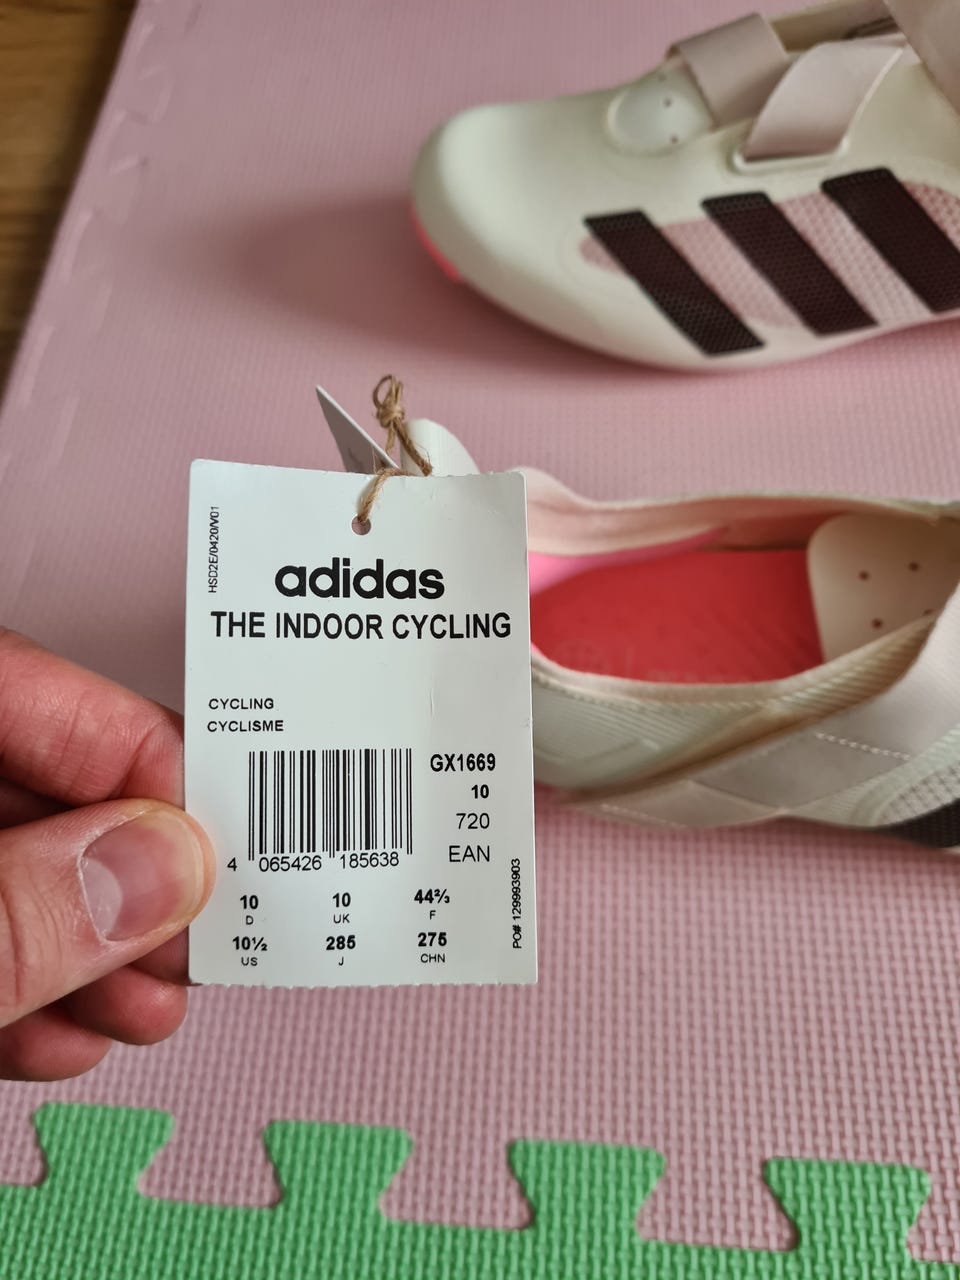 HSD2E/0420/V01
adidas
THE INDOOR CYCLING
CYCLING
CYCLISME
GX1669
10
720
EAN
4 065426 185638
10 10 44⅔
D UK F
10½ 285 275
US J CHN
PO# 129993903